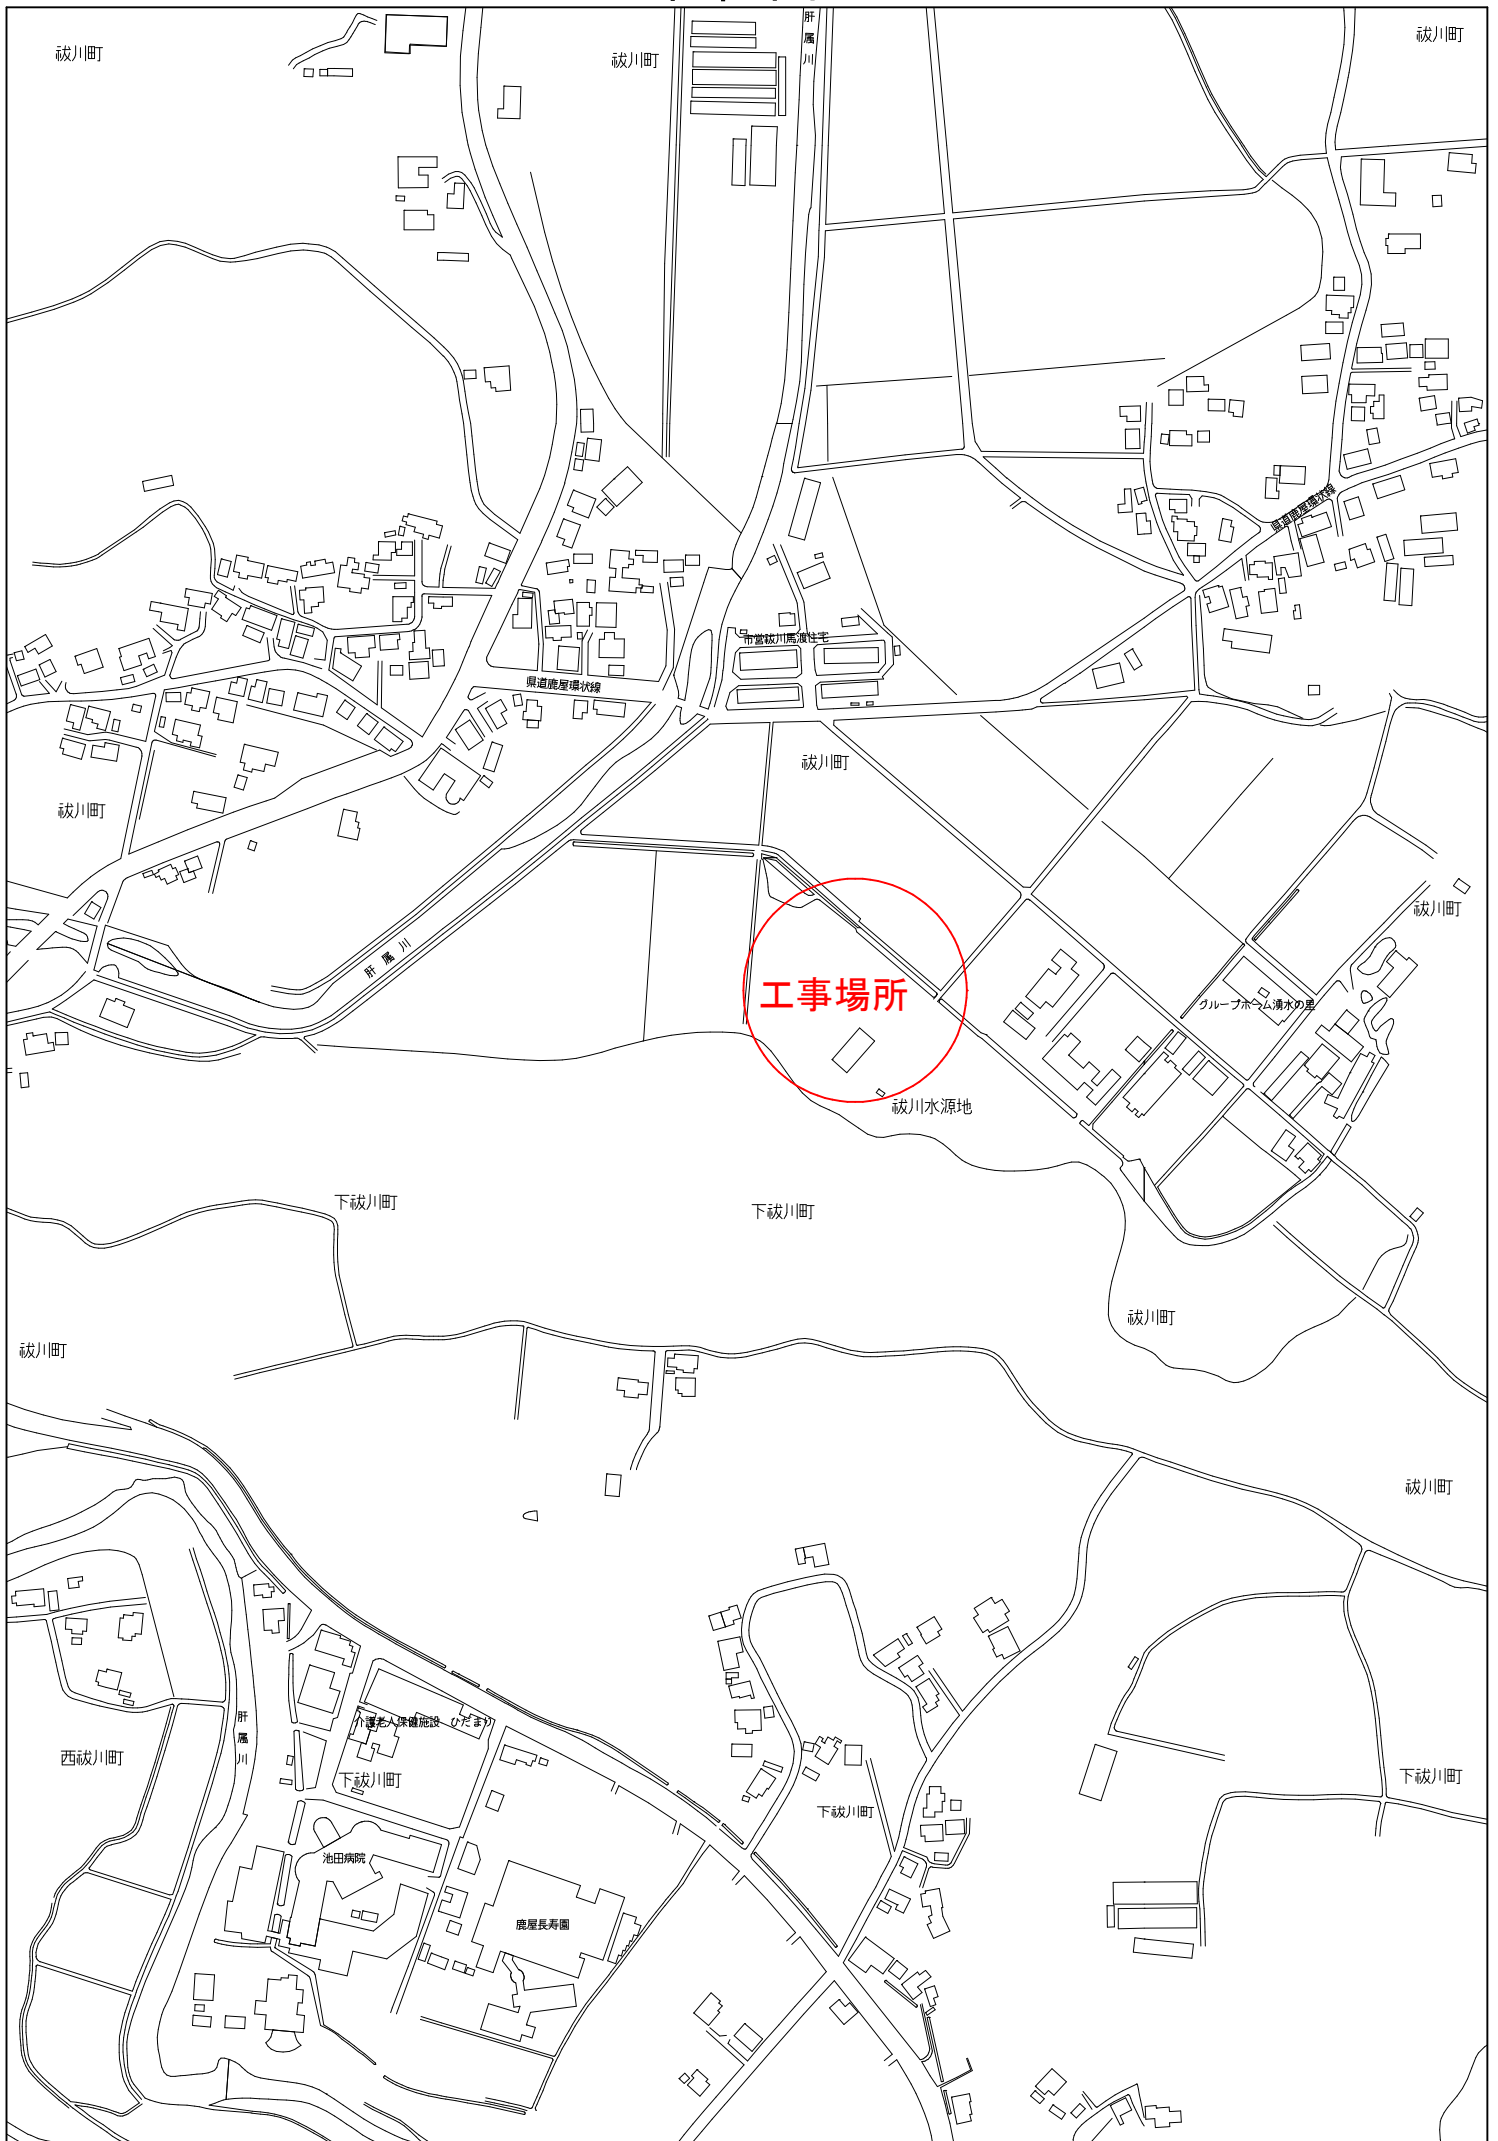 祓川町
祓川町
肝属川
祓川町
県道鹿屋環状線
市営祓川馬渡住宅
県道鹿屋環状線
祓川町
祓川町
祓川町
肝属川
工事場所
グループホーム湧水の里
祓川水源地
下祓川町
下祓川町
祓川町
祓川町
祓川町
肝属川
介護老人保健施設 ひだまり
西祓川町
下祓川町
下祓川町
下祓川町
池田病院
鹿屋長寿園